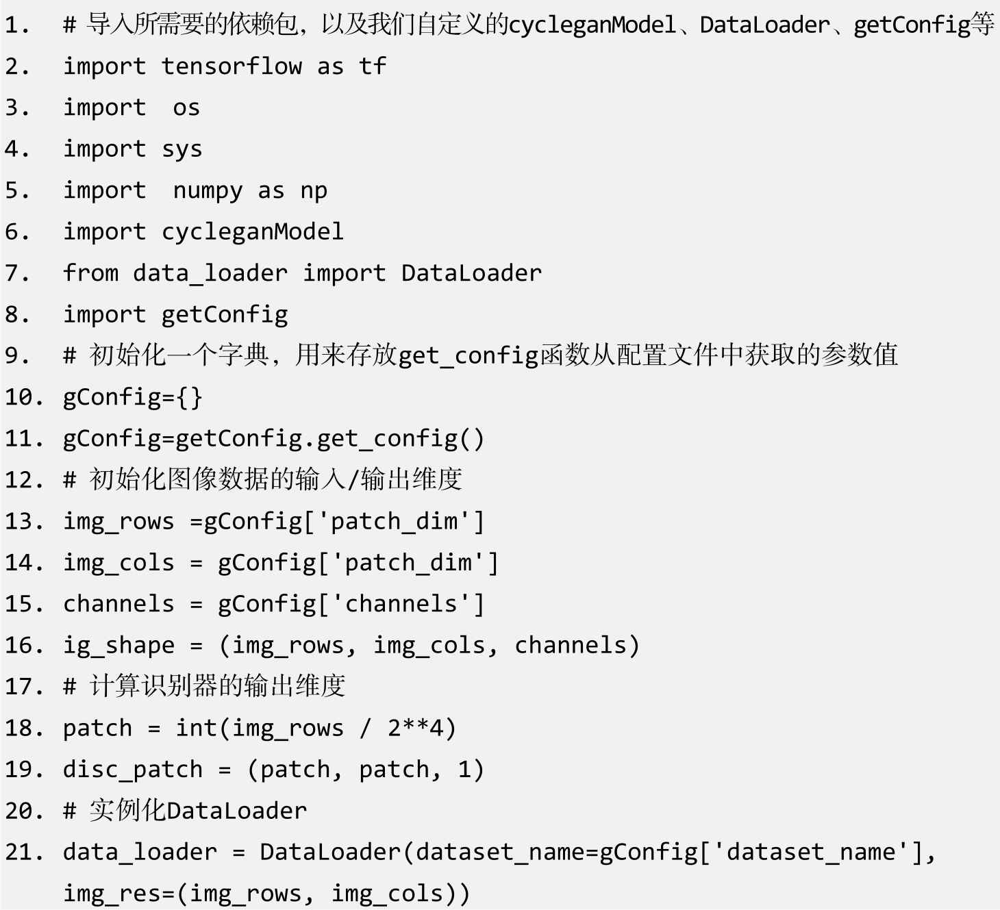 1. # 导入所需要的依赖包，以及我们自定义的cycleganModel、DataLoader、getConfig等
2. import tensorflow as tf
3. import  os
4. import sys
5. import  numpy as np
6. import cycleganModel
7. from data_loader import DataLoader
8. import getConfig
9. # 初始化一个字典，用来存放get_config函数从配置文件中获取的参数值
10. gConfig={}
11. gConfig=getConfig.get_config()
12. # 初始化图像数据的输入/输出维度
13. img_rows =gConfig['patch_dim']
14. img_cols = gConfig['patch_dim']
15. channels = gConfig['channels']
16. ig_shape = (img_rows, img_cols, channels)
17. # 计算识别器的输出维度
18. patch = int(img_rows / 2**4)
19. disc_patch = (patch, patch, 1)
20. # 实例化DataLoader
21. data_loader = DataLoader(dataset_name=gConfig['dataset_name'],
img_res=(img_rows, img_cols))